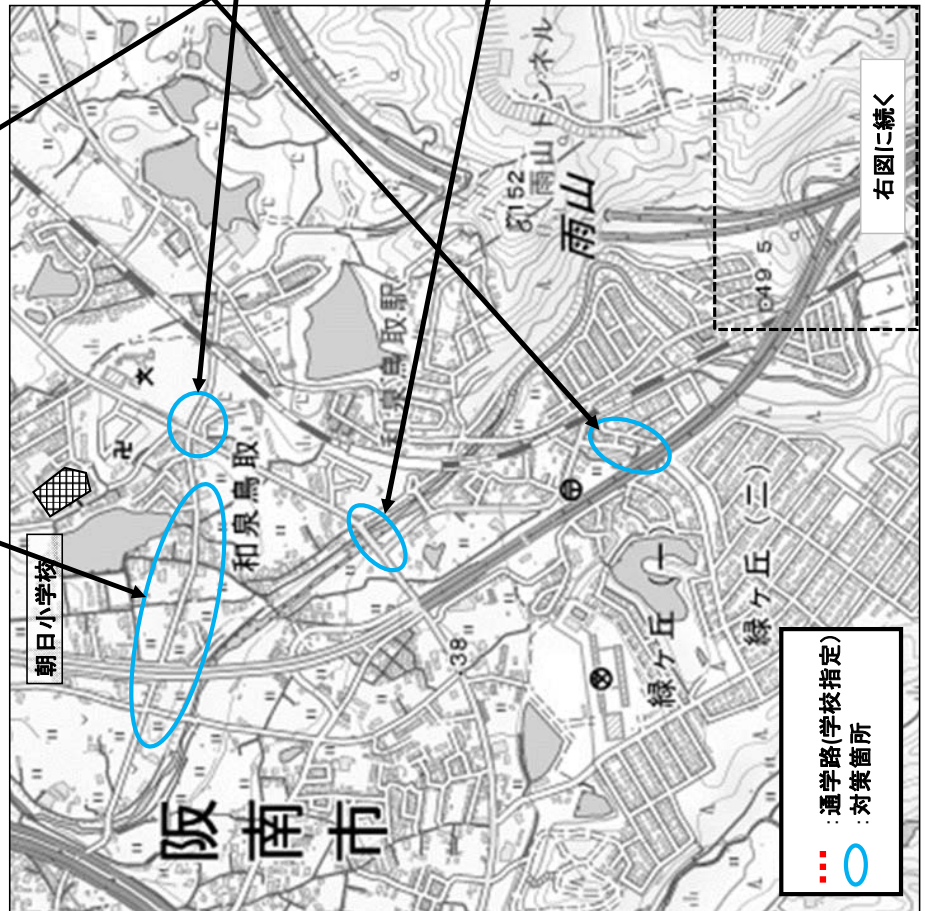 朝日小学校
和泉鳥取
和泉鳥取駅
雨山トンネル
152
雨山
右図に続く
49.5
38
緑ヶ丘(一)
緑ヶ丘(二)
阪南市
:通学路(学校指定)
:対策箇所